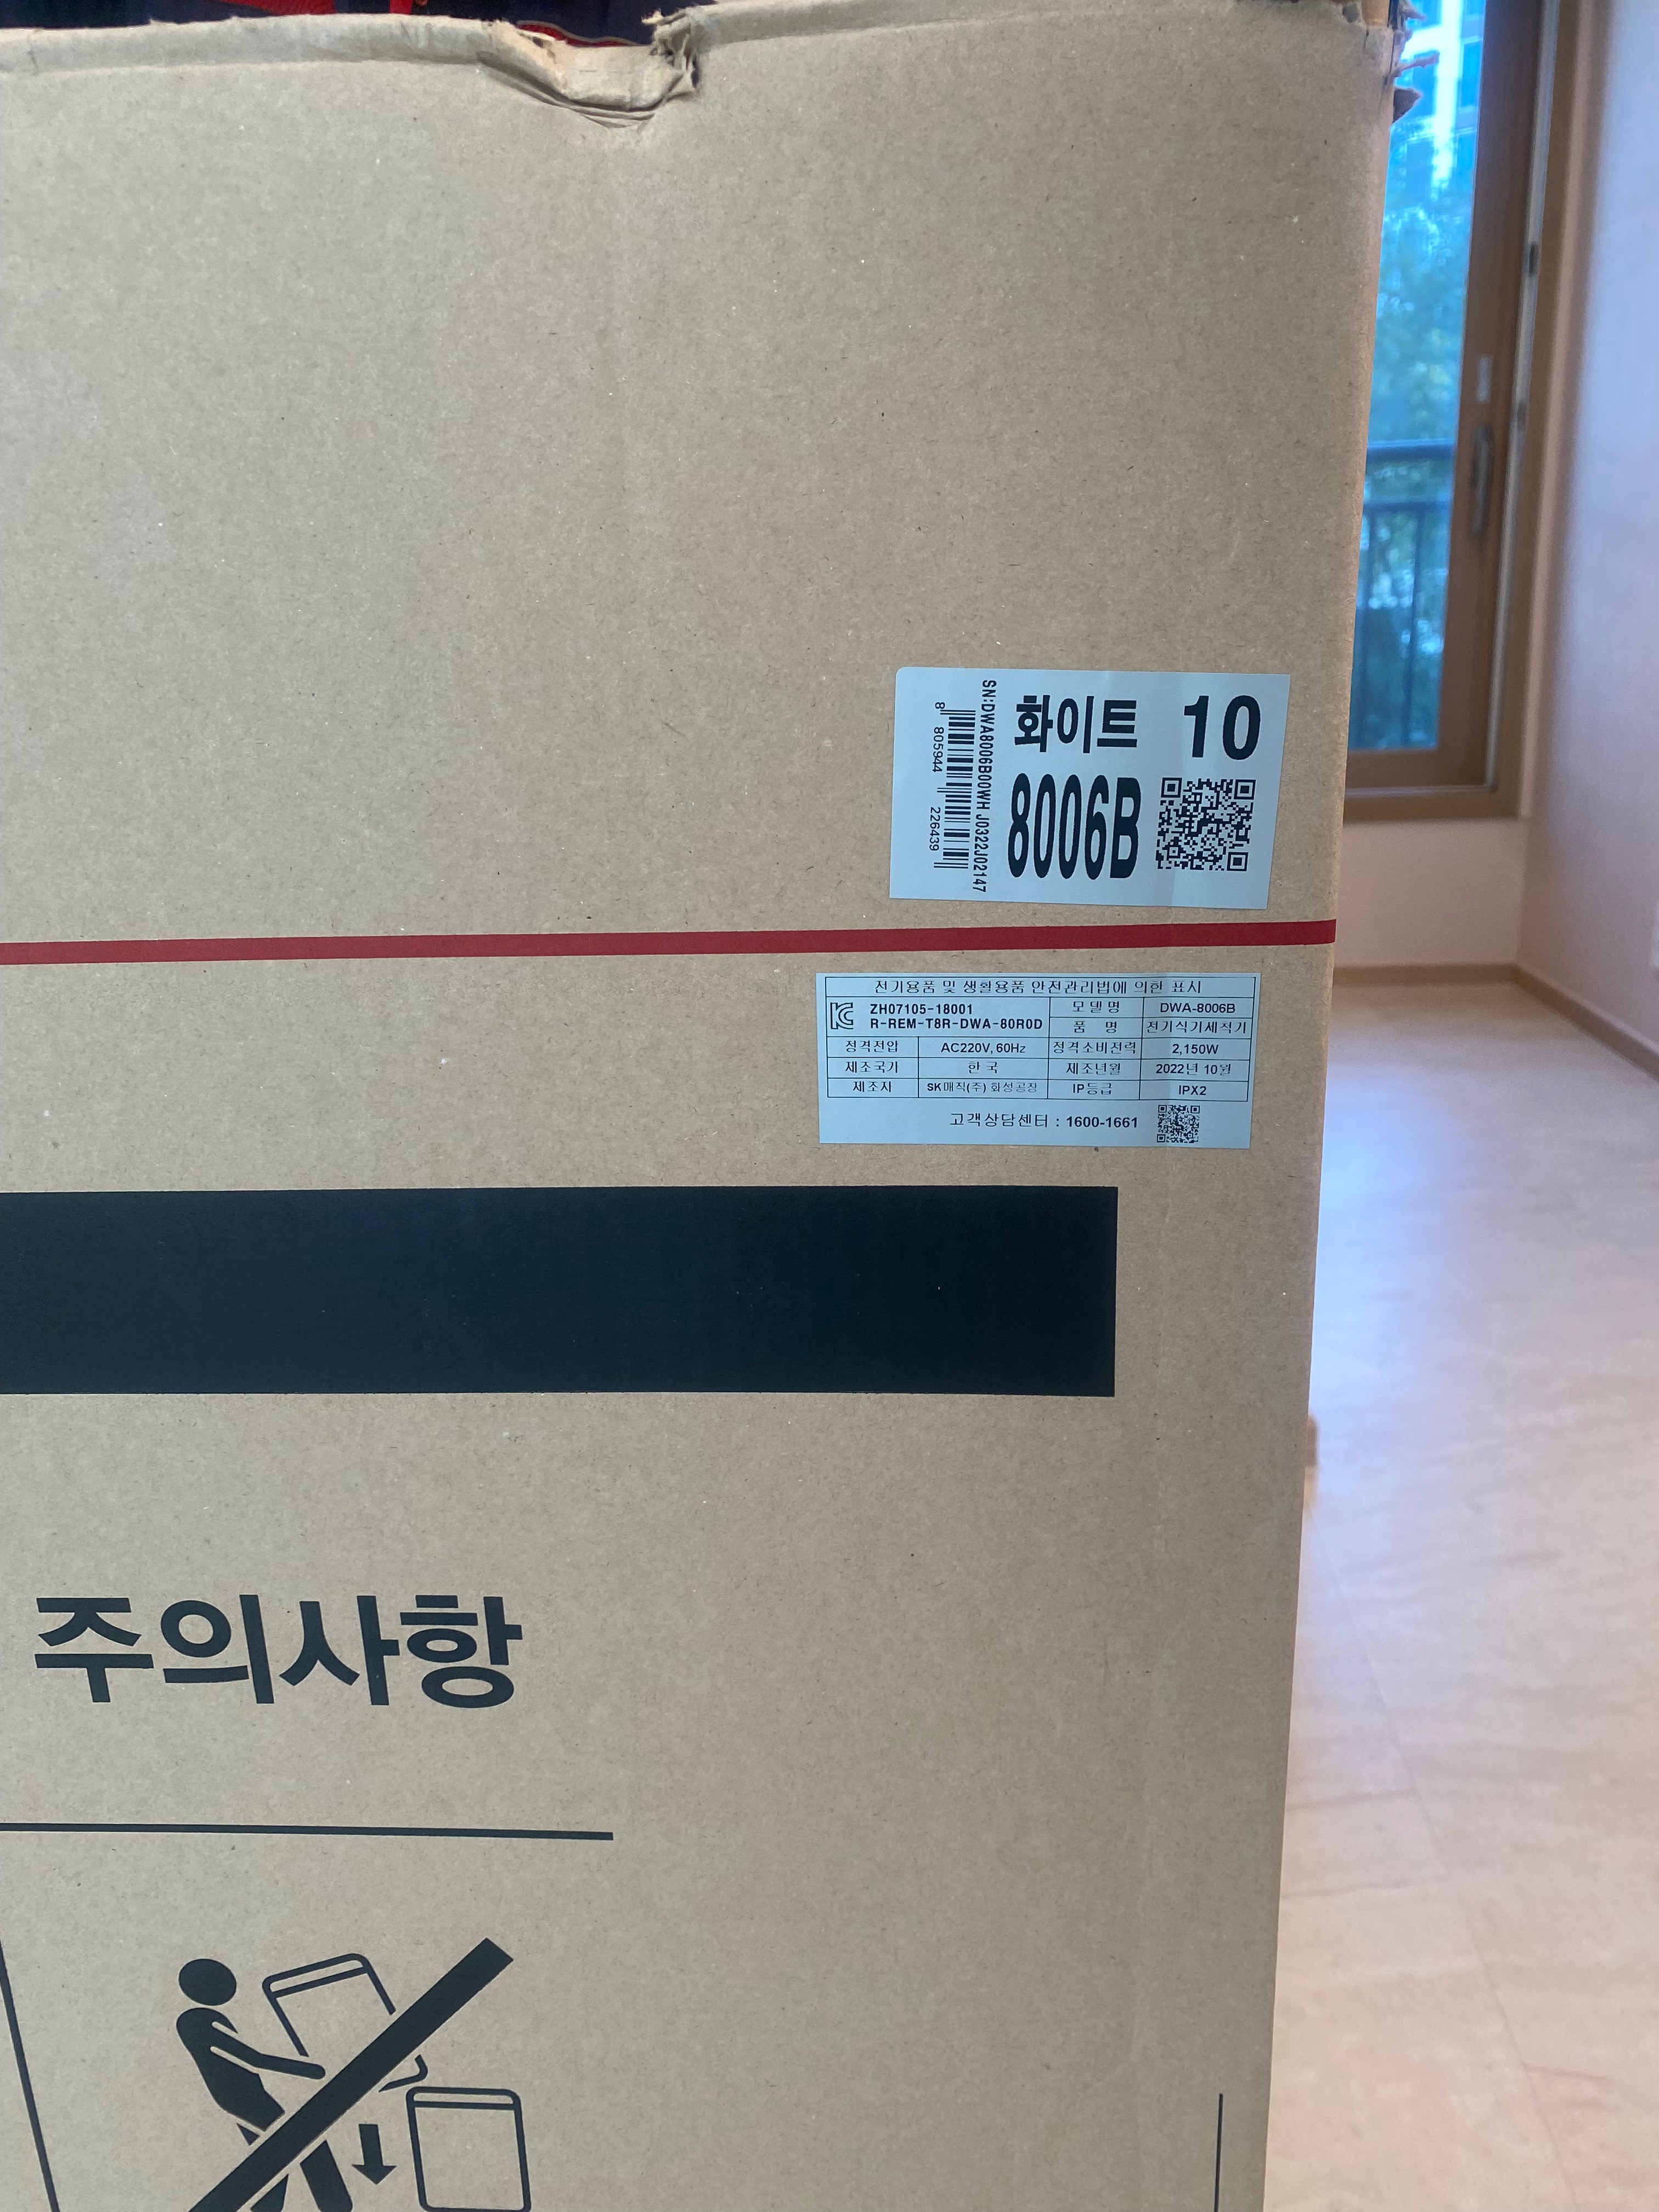 화이트 10
8006B
SN:DWA8006B00WH J0322J02147
8 805944 226439
전기용품 및 생활용품 안전관리법에 의한 표시
ZH07105-18001
R-REM-T8R-DWA-80R0D
모델명 DWA-8006B
품 명 전기식기세척기
정격전압 AC220V, 60Hz 정격소비전력 2,150W
제조국가 한국 제조년월 2022년 10월
제조지 SK매직(주) 화성공장 IP등급 IPX2
고객상담센터 : 1600-1661
주의사항